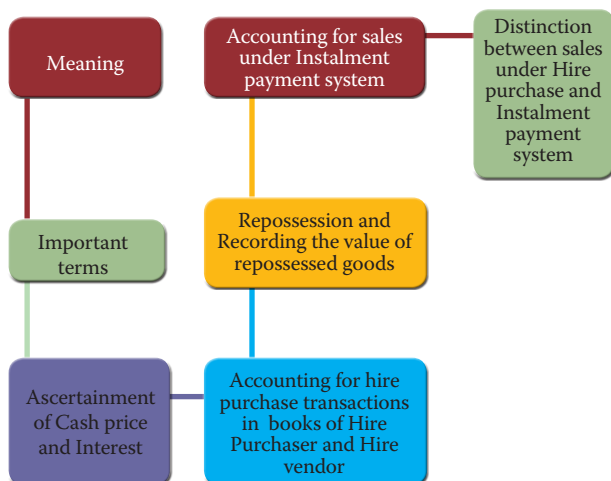 Meaning
Important
terms
Ascertainment
of Cash price
and Interest
Accounting for hire
purchase transactions
in books of Hire
Purchaser and Hire
vendor
Repossession and
Recording the value of
repossessed goods
Accounting for sales
under Instalment
payment system
Distinction
between sales
under Hire
purchase and
Instalment
payment
system